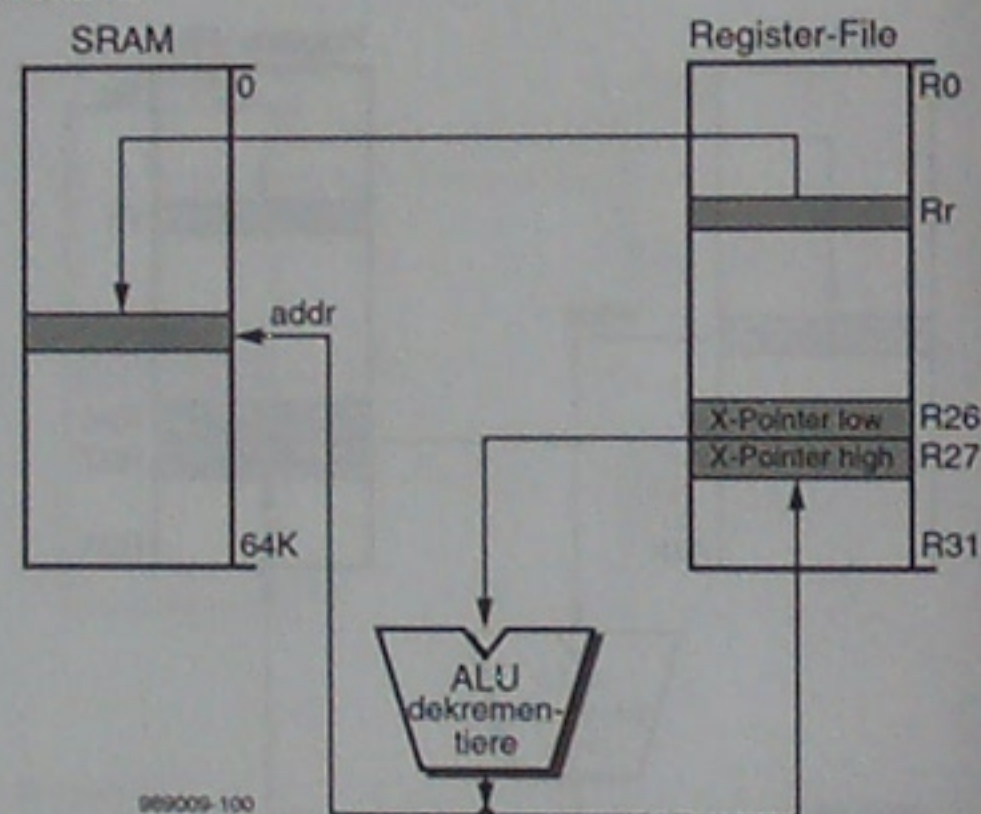 SRAM
Register-File
0
R0
Rr
addr
X-Pointer low
R26
X-Pointer high
R27
64K
R31
ALU
dekremen-
tiere
989009-100